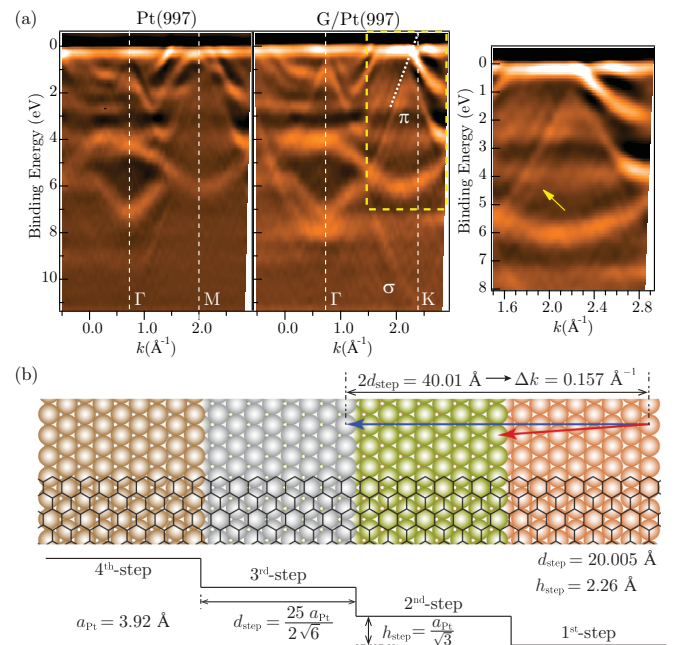 (a)
Pt(997)
G/Pt(997)
Binding Energy (eV)
0
2
4
6
8
10
Γ
M
0.0
1.0
2.0
k(Å⁻¹)
π
σ
Γ
K
0.0
1.0
2.0
k(Å⁻¹)
Binding Energy (eV)
0
1
2
3
4
5
6
7
8
1.6
2.0
2.4
2.8
k(Å⁻¹)
(b)
2d_step = 40.01 Å → Δk = 0.157 Å⁻¹
d_step = 20.005 Å
h_step = 2.26 Å
4ᵗʰ-step
3ʳᵈ-step
2ⁿᵈ-step
1ˢᵗ-step
a_Pt = 3.92 Å
d_step = 25 a_Pt / 2√6
h_step = a_Pt / √3